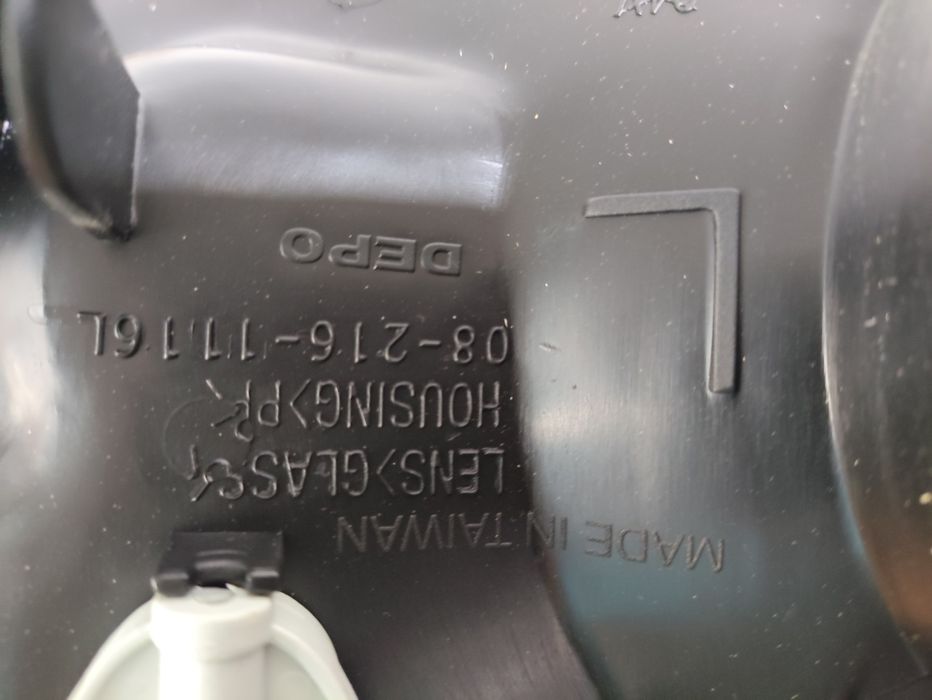 MADE IN TAIWAN
LENS>GLASS<
HOUSING>PP<
08-216-1116L
DEPO
L